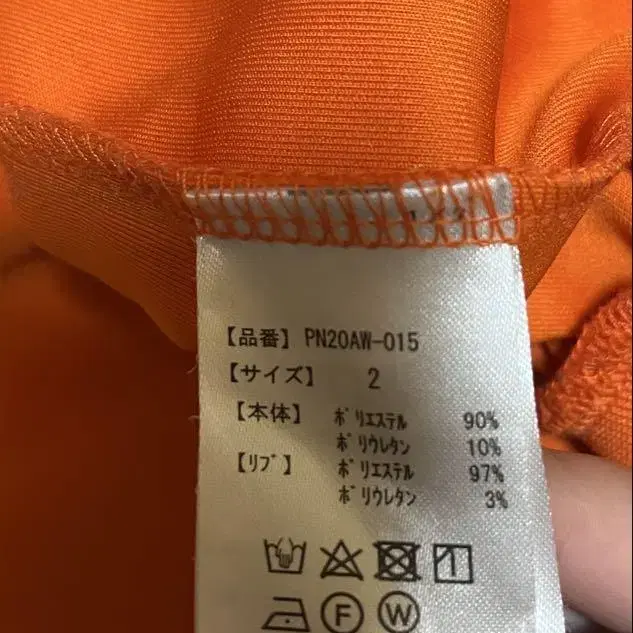 【品番】 PN20AW-015
【サイズ】 2
【本体】 ポリエステル 90%
ポリウレタン 10%
【リブ】 ポリエステル 97%
ポリウレタン 3%
F W